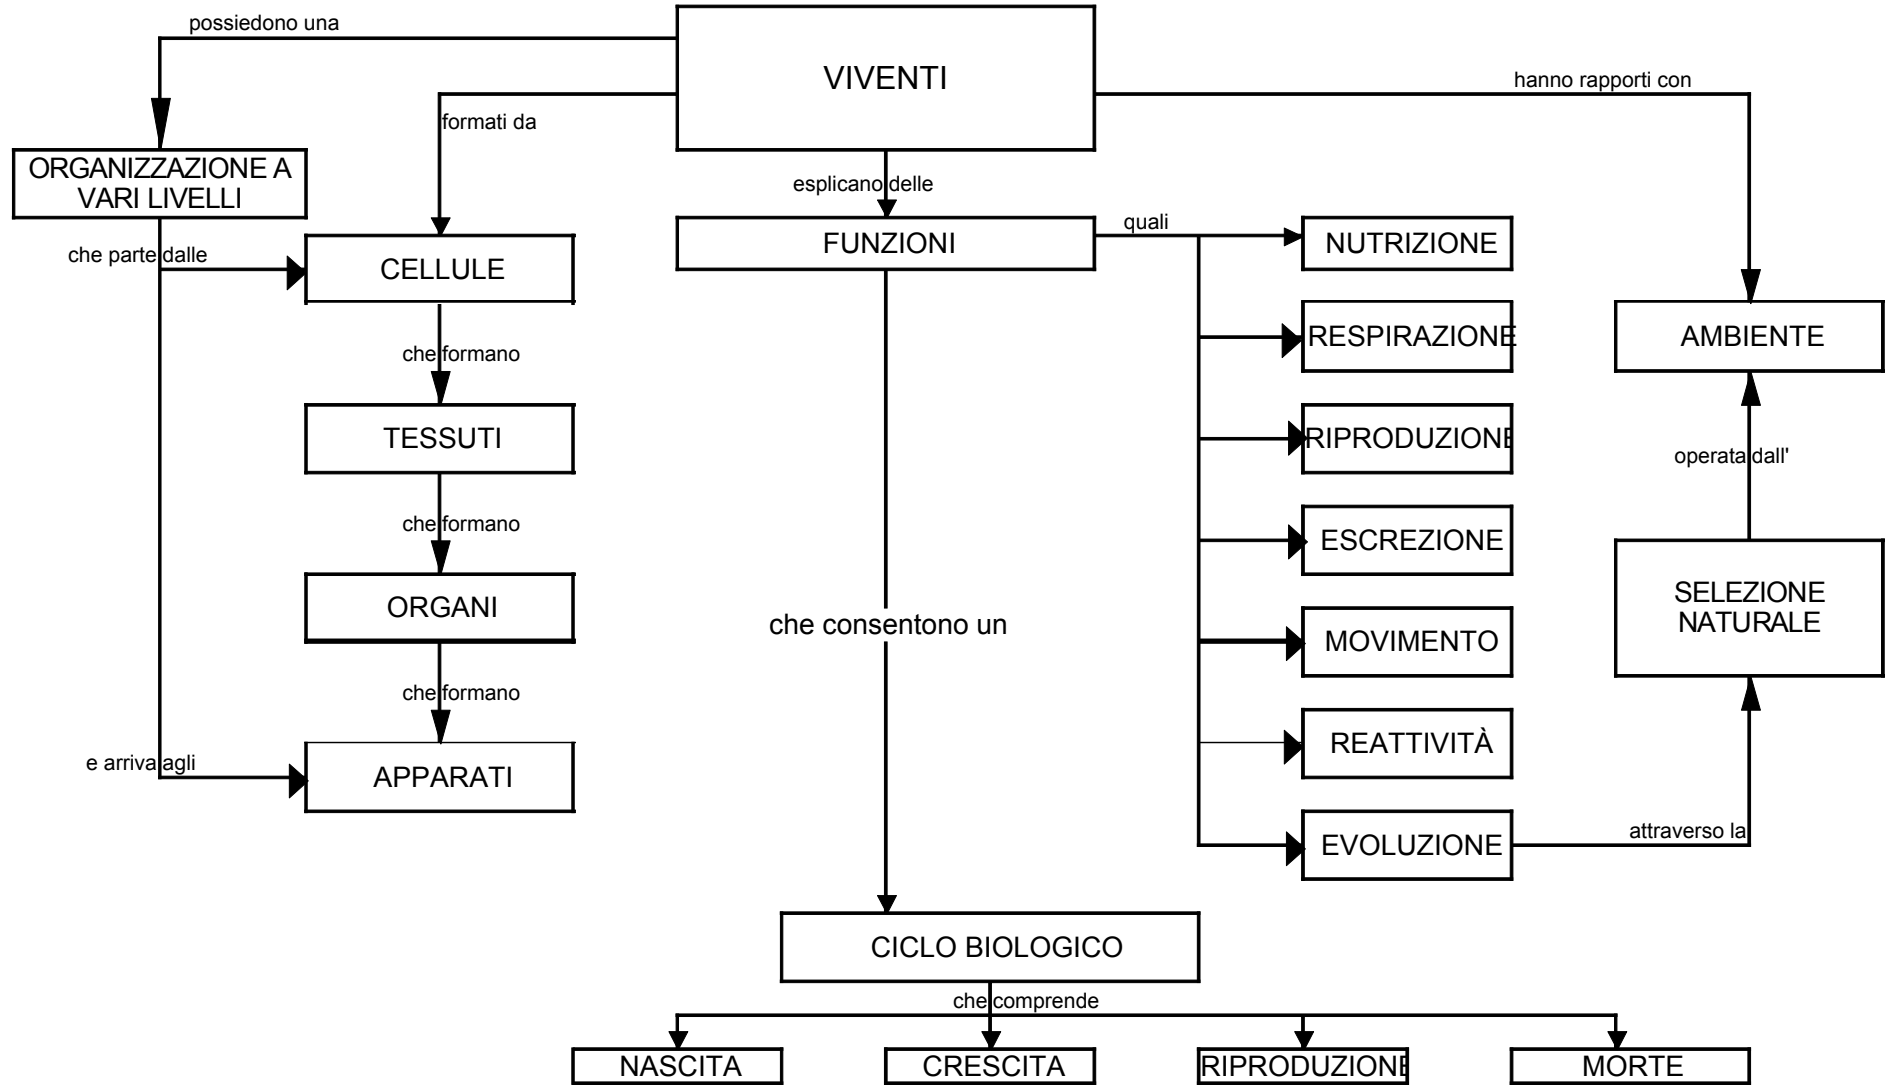 possiedono una
VIVENTI
hanno rapporti con
formati da
ORGANIZZAZIONE A
VARI LIVELLI
esplicano delle
quali
FUNZIONI
NUTRIZIONE
che parte dalle
CELLULE
RESPIRAZIONE
AMBIENTE
che formano
TESSUTI
RIPRODUZIONE
operata dall'
che formano
ESCREZIONE
ORGANI
SELEZIONE
NATURALE
che consentono un
MOVIMENTO
che formano
REATTIVITÀ
e arriva agli
APPARATI
EVOLUZIONE
attraverso la
CICLO BIOLOGICO
che comprende
NASCITA
CRESCITA
RIPRODUZIONE
MORTE